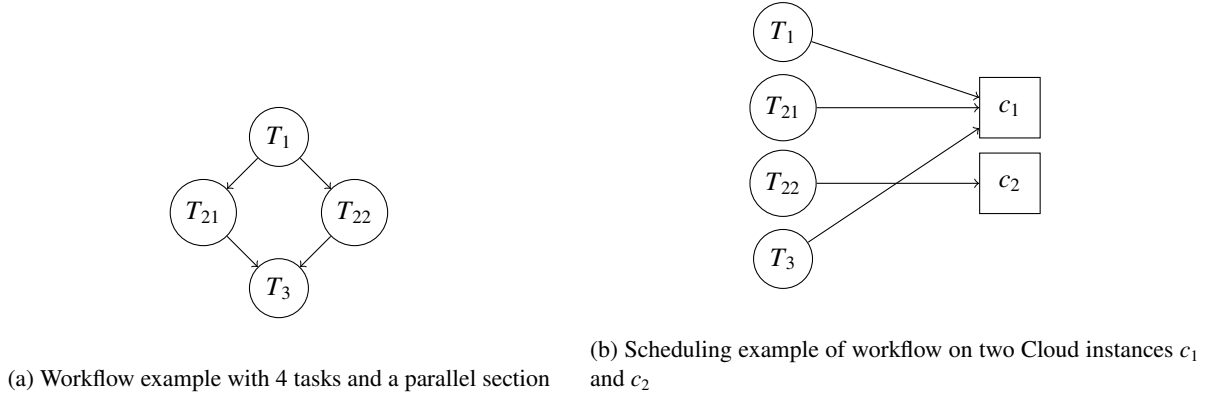 T1
T21 T22
T3
(a) Workflow example with 4 tasks and a parallel section
T1
T21 c1
T22 c2
T3
(b) Scheduling example of workflow on two Cloud instances c1
and c2